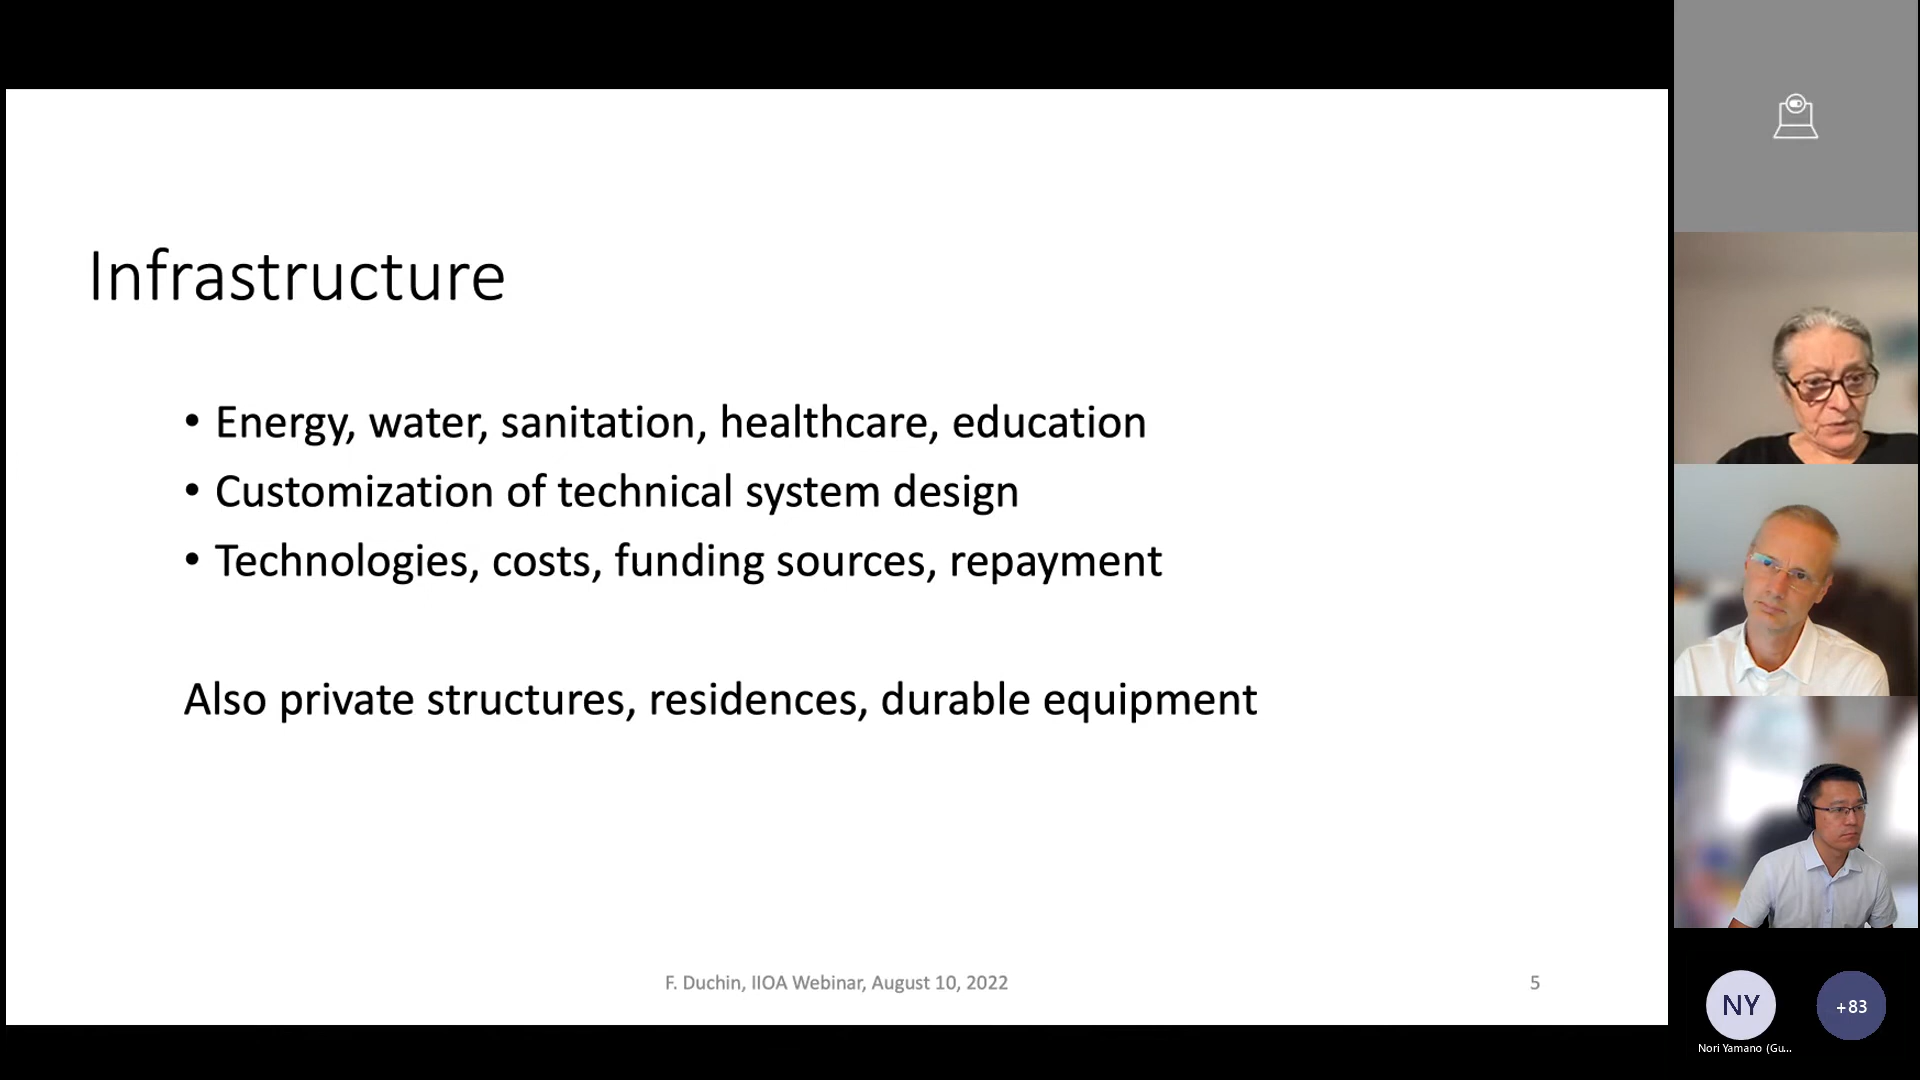 Infrastructure
• Energy, water, sanitation, healthcare, education
• Customization of technical system design
• Technologies, costs, funding sources, repayment
Also private structures, residences, durable equipment
F. Duchin, IIOA Webinar, August 10, 2022
5
NY
+83
Nori Yamano (Gu...